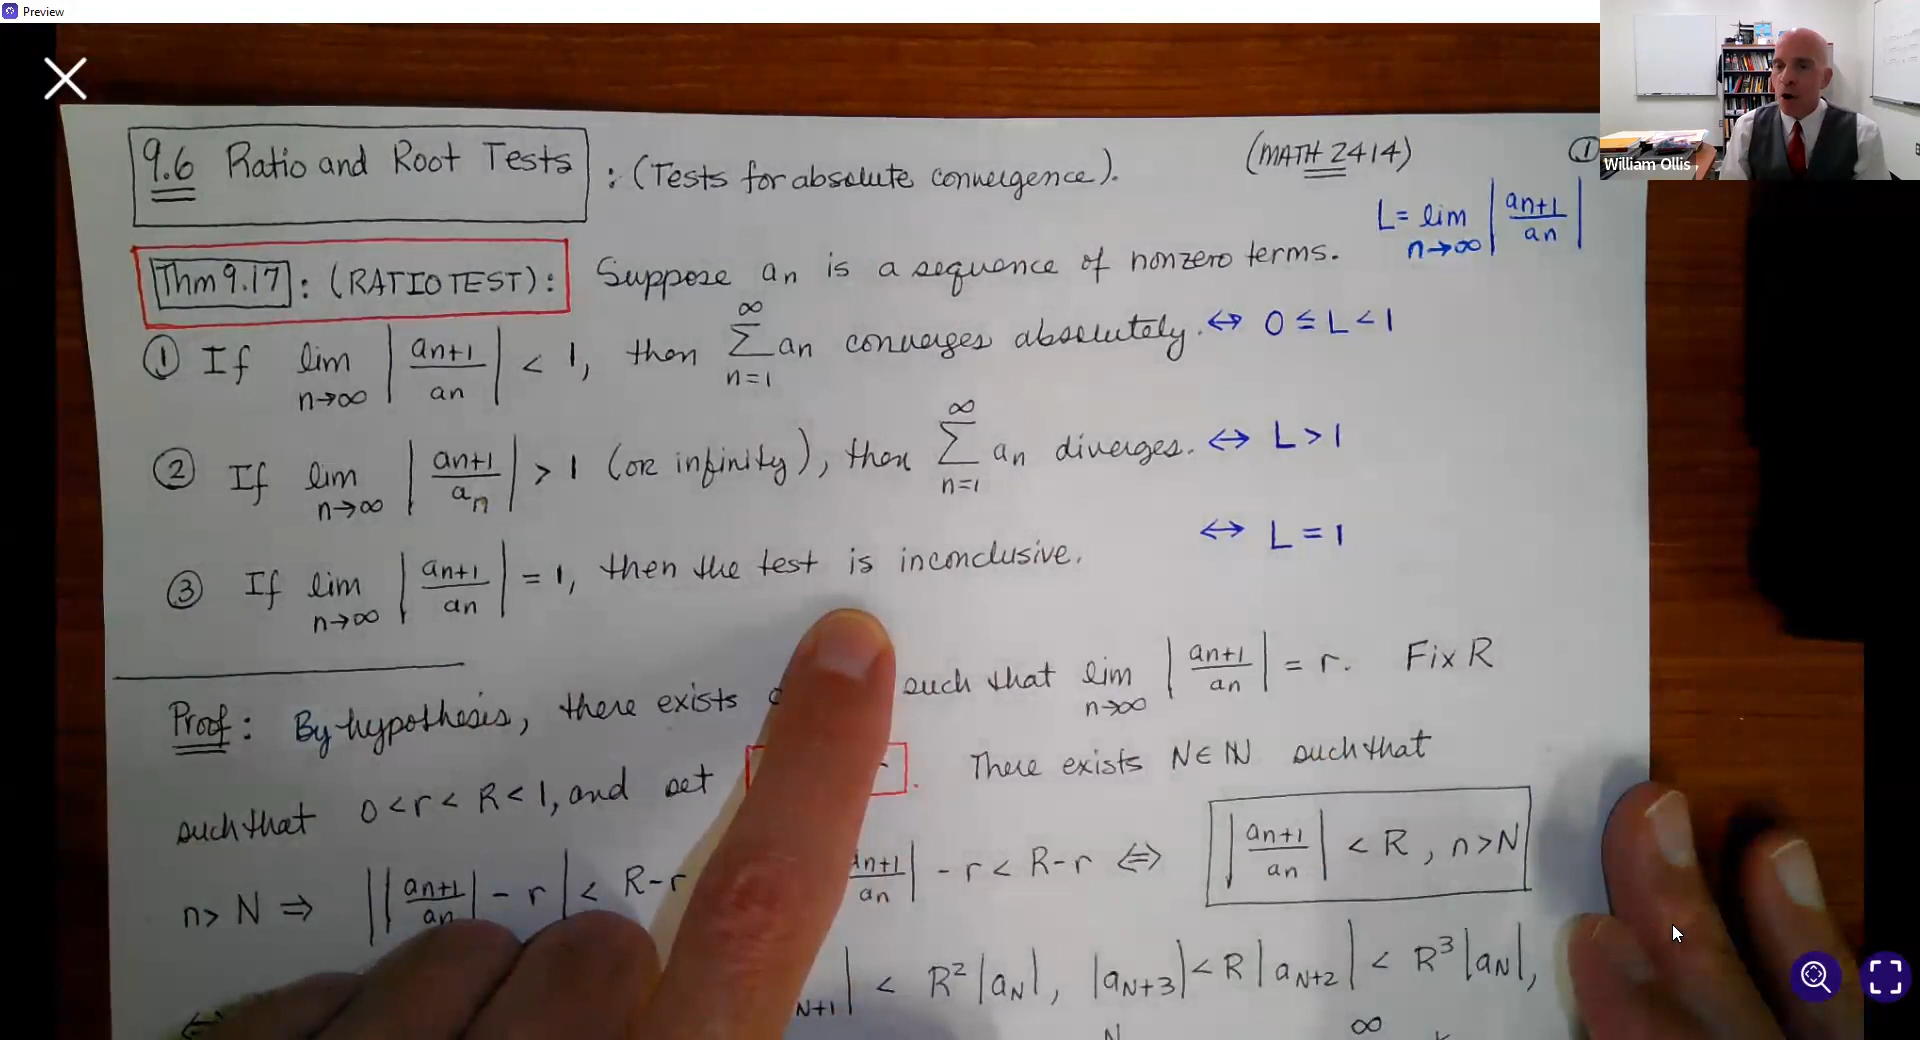 Preview
William Ollis
9.6 Ratio and Root Tests : (Tests for absolute convergence). (MATH 2414) ①
L = lim n→∞ |an+1/an|
Thm 9.17 : (RATIO TEST) : Suppose an is a sequence of nonzero terms.
① If lim n→∞ |an+1/an| < 1, then ∞ Σ n=1 an converges absolutely. ↔ 0 ≤ L < 1
② If lim n→∞ |an+1/an| > 1 (or infinity), then ∞ Σ n=1 an diverges. ↔ L > 1
③ If lim n→∞ |an+1/an| = 1, then the test is inconclusive. ↔ L = 1
Proof : By hypothesis, there exists such that lim n→∞ |an+1/an| = r. Fix R
such that 0 < r < R < 1, and set . There exists N ∈ ℕ such that
n > N ⇒ ||an+1/an| - r| < R-r an+1/an| - r < R-r ⇔ |an+1/an| < R, n > N
N+1| < R² |aN|, |aN+3| < R |aN+2| < R³ |aN|,
N ∞